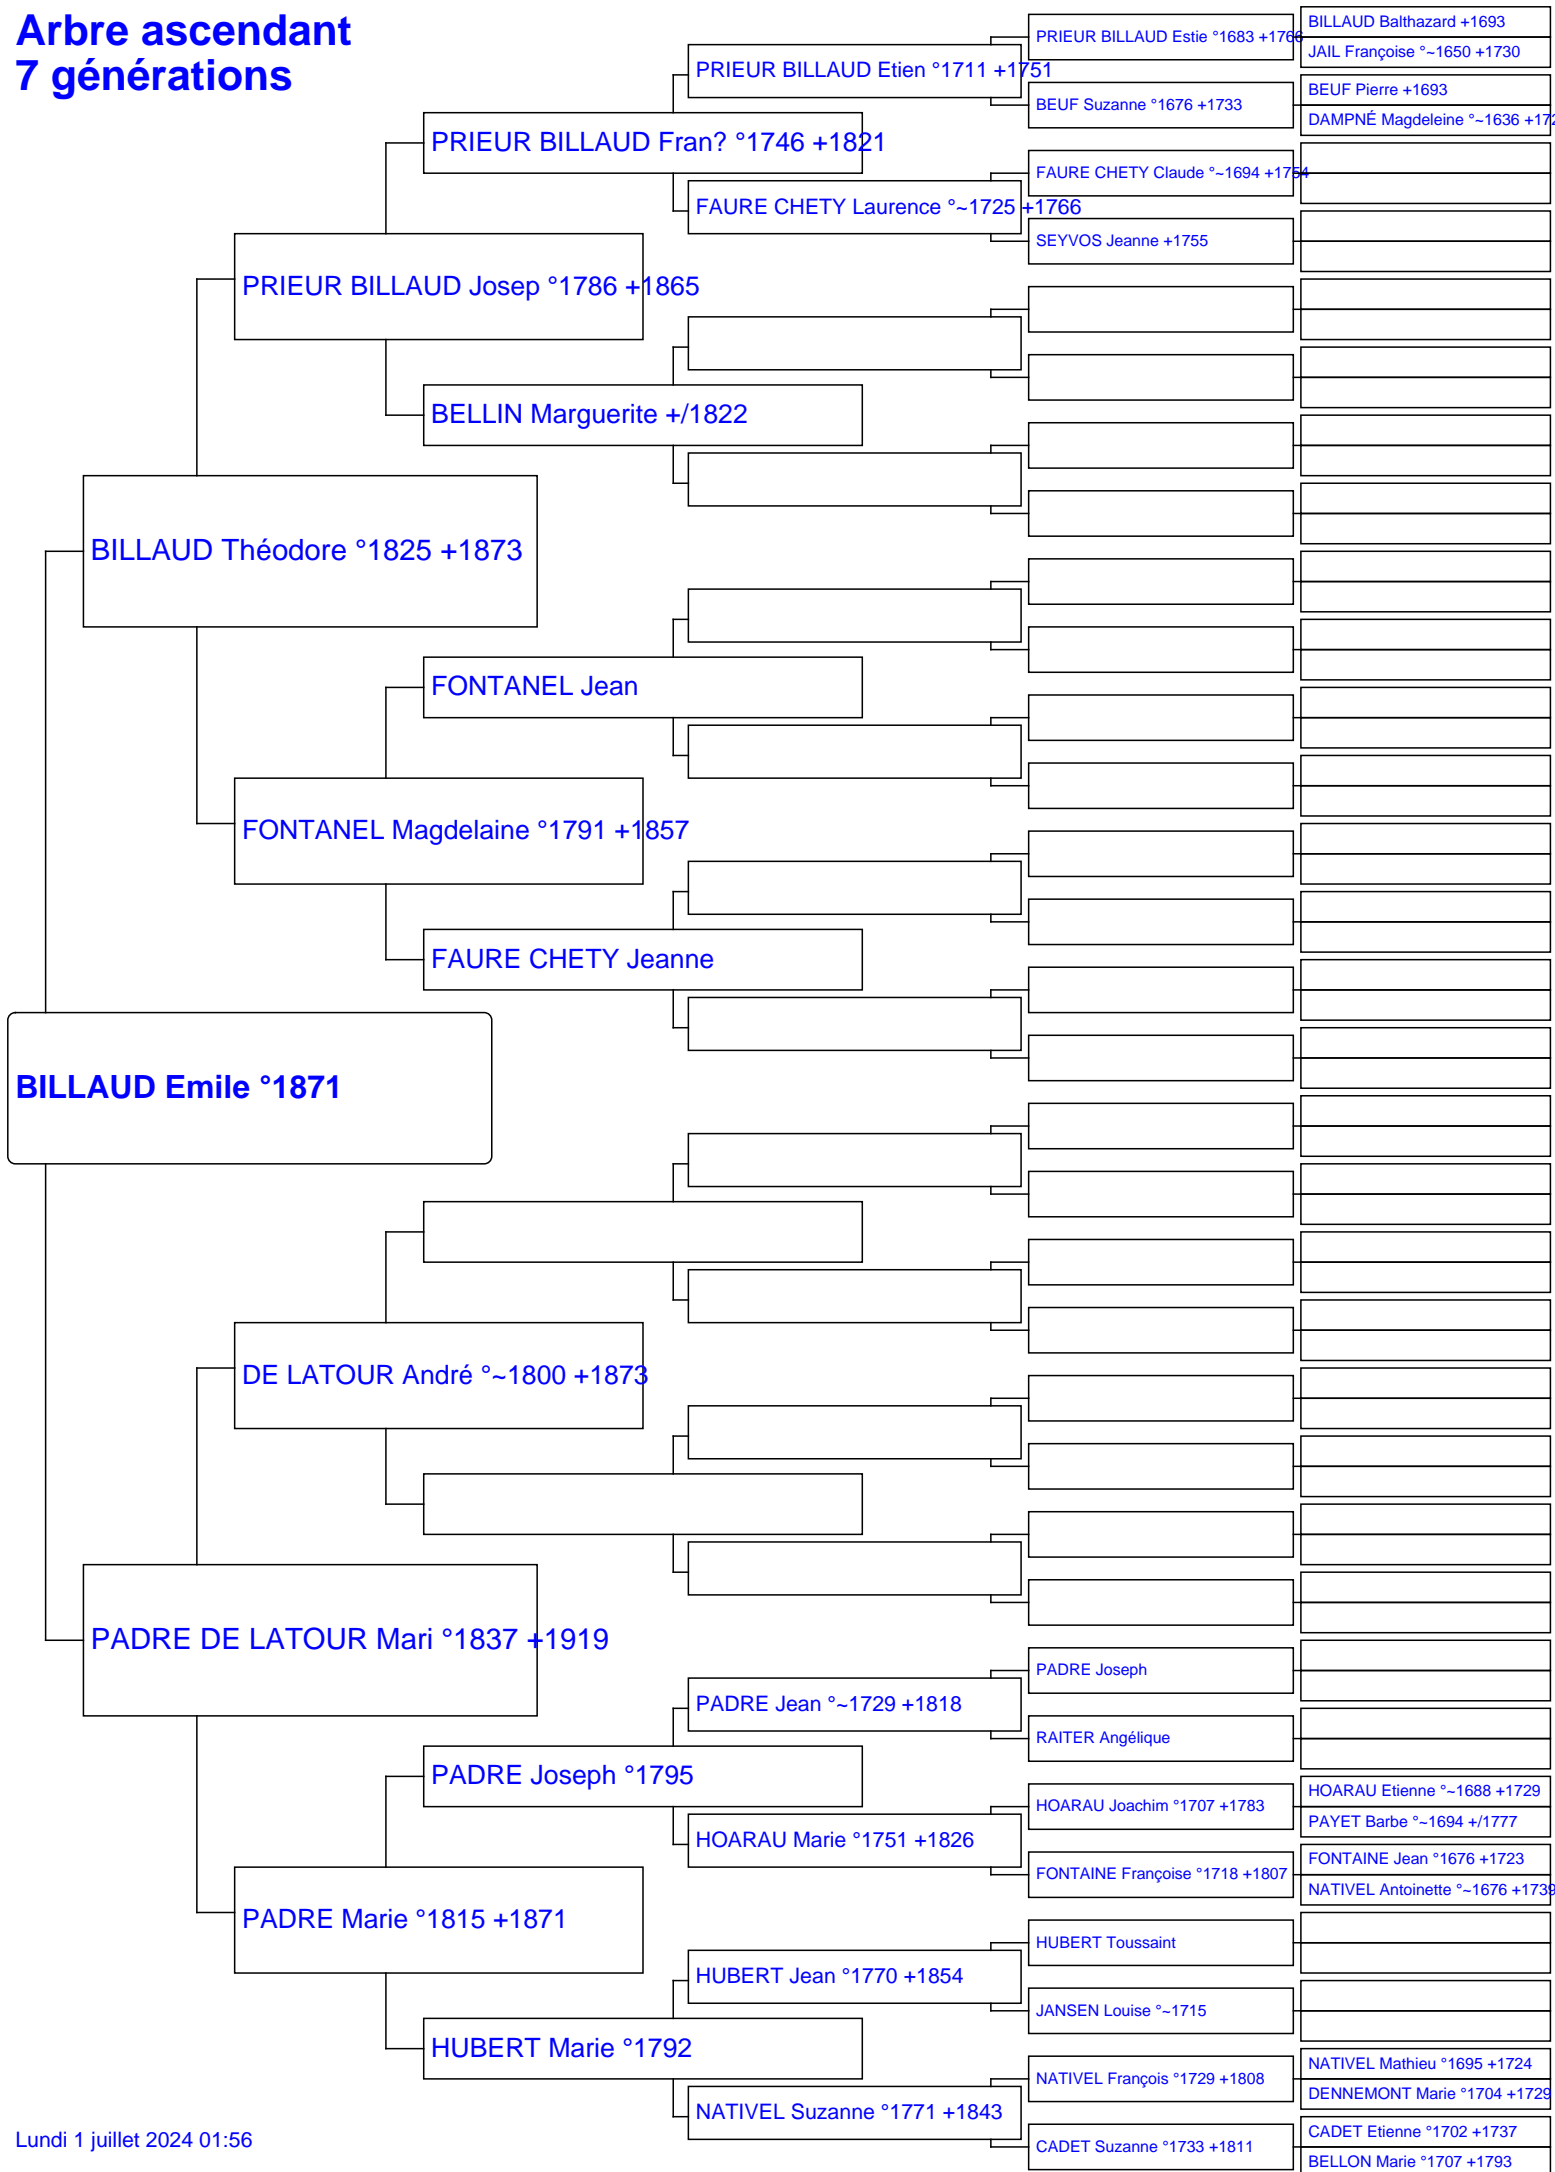 Arbre ascendant
7 générations
BILLAUD Balthazard +1693
PRIEUR BILLAUD Estie °1683 +1766
JAIL Françoise °~1650 +1730
PRIEUR BILLAUD Etien °1711 +1751
BEUF Pierre +1693
BEUF Suzanne °1676 +1733
DAMPNÉ Magdeleine °~1636 +172
PRIEUR BILLAUD Fran? °1746 +1821
FAURE CHETY Claude °~1694 +1754
FAURE CHETY Laurence °~1725 +1766
SEYVOS Jeanne +1755
PRIEUR BILLAUD Josep °1786 +1865
BELLIN Marguerite +/1822
BILLAUD Théodore °1825 +1873
FONTANEL Jean
FONTANEL Magdelaine °1791 +1857
FAURE CHETY Jeanne
BILLAUD Emile °1871
DE LATOUR André °~1800 +1873
PADRE DE LATOUR Mari °1837 +1919
PADRE Joseph
PADRE Jean °~1729 +1818
RAITER Angélique
PADRE Joseph °1795
HOARAU Etienne °~1688 +1729
HOARAU Joachim °1707 +1783
PAYET Barbe °~1694 +/1777
HOARAU Marie °1751 +1826
FONTAINE Jean °1676 +1723
FONTAINE Françoise °1718 +1807
NATIVEL Antoinette °~1676 +1739
PADRE Marie °1815 +1871
HUBERT Toussaint
HUBERT Jean °1770 +1854
JANSEN Louise °~1715
HUBERT Marie °1792
NATIVEL Mathieu °1695 +1724
NATIVEL François °1729 +1808
DENNEMONT Marie °1704 +1729
NATIVEL Suzanne °1771 +1843
CADET Etienne °1702 +1737
CADET Suzanne °1733 +1811
BELLON Marie °1707 +1793
Lundi 1 juillet 2024 01:56